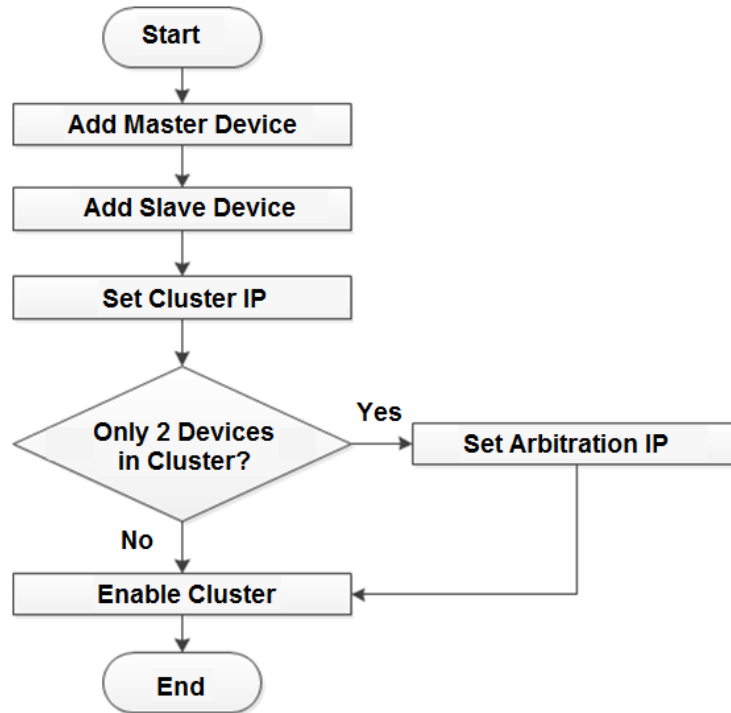 Start
Add Master Device
Add Slave Device
Set Cluster IP
Only 2 Devices
in Cluster?
Yes
Set Arbitration IP
No
Enable Cluster
End